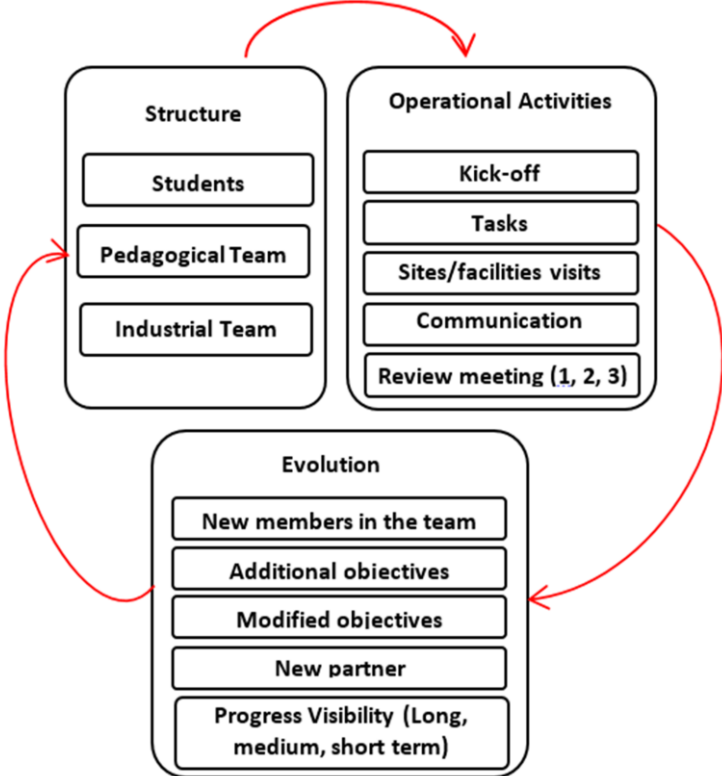 Structure
Students
Pedagogical Team
Industrial Team
Operational Activities
Kick-off
Tasks
Sites/facilities visits
Communication
Review meeting (1, 2, 3)
Evolution
New members in the team
Additional objectives
Modified objectives
New partner
Progress Visibility (Long,
medium, short term)